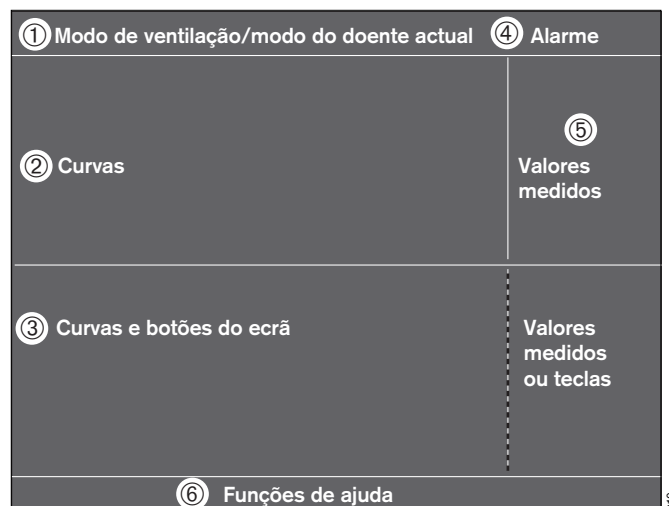 ① Modo de ventilação/modo do doente actual ④ Alarme
⑤
② Curvas
Valores
medidos
③ Curvas e botões do ecrã
Valores
medidos
ou teclas
⑥ Funções de ajuda